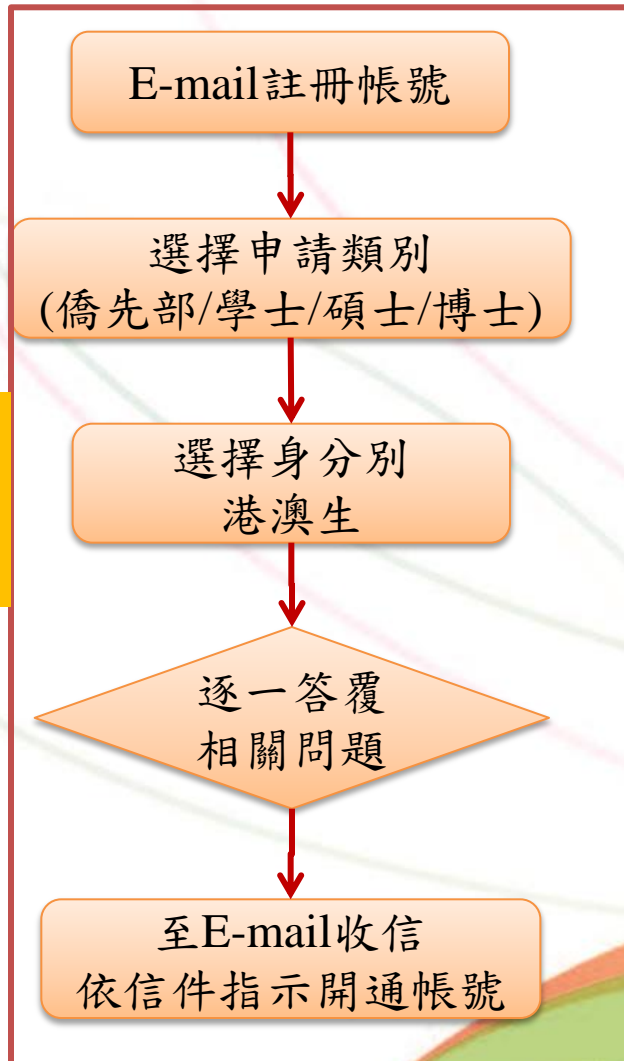 E-mail註冊帳號
選擇申請類別
(僑先部/學士/碩士/博士)
選擇身分別
港澳生
逐一答覆
相關問題
至E-mail收信
依信件指示開通帳號